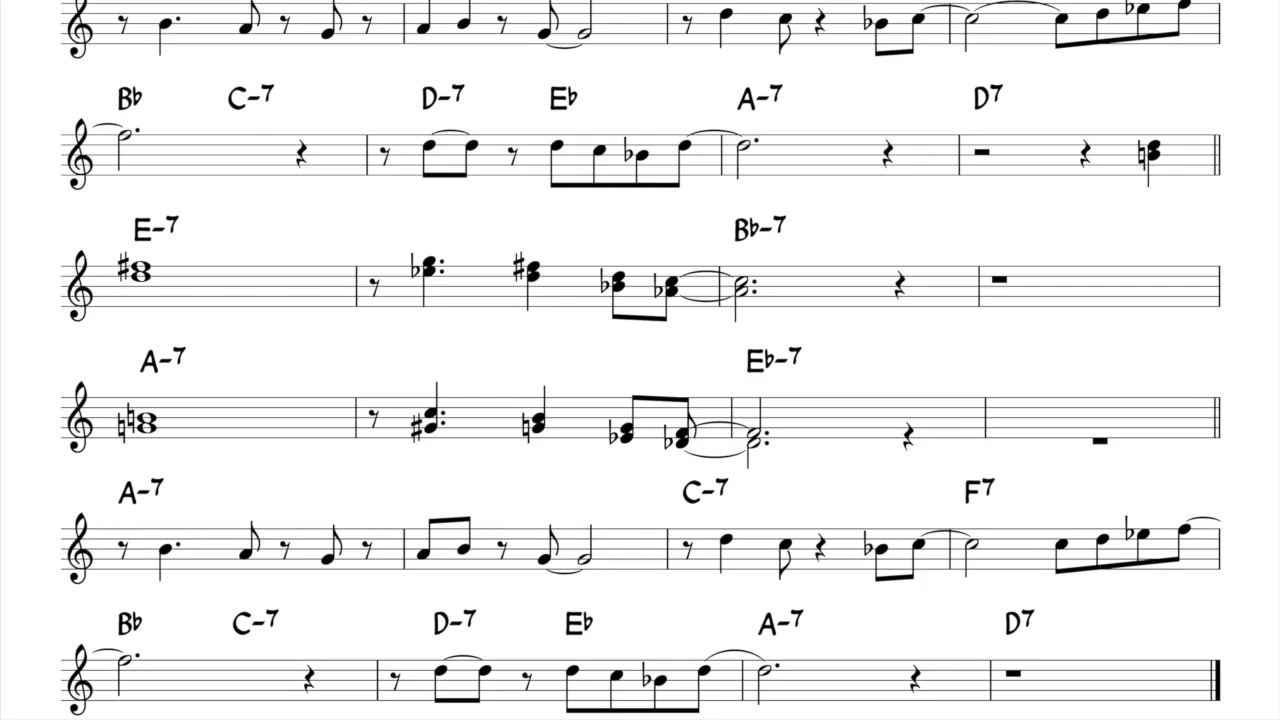 B♭ C-7 D-7 E♭ A-7 D7
E-7 B♭-7
A-7 E♭-7
A-7 C-7 F7
B♭ C-7 D-7 E♭ A-7 D7